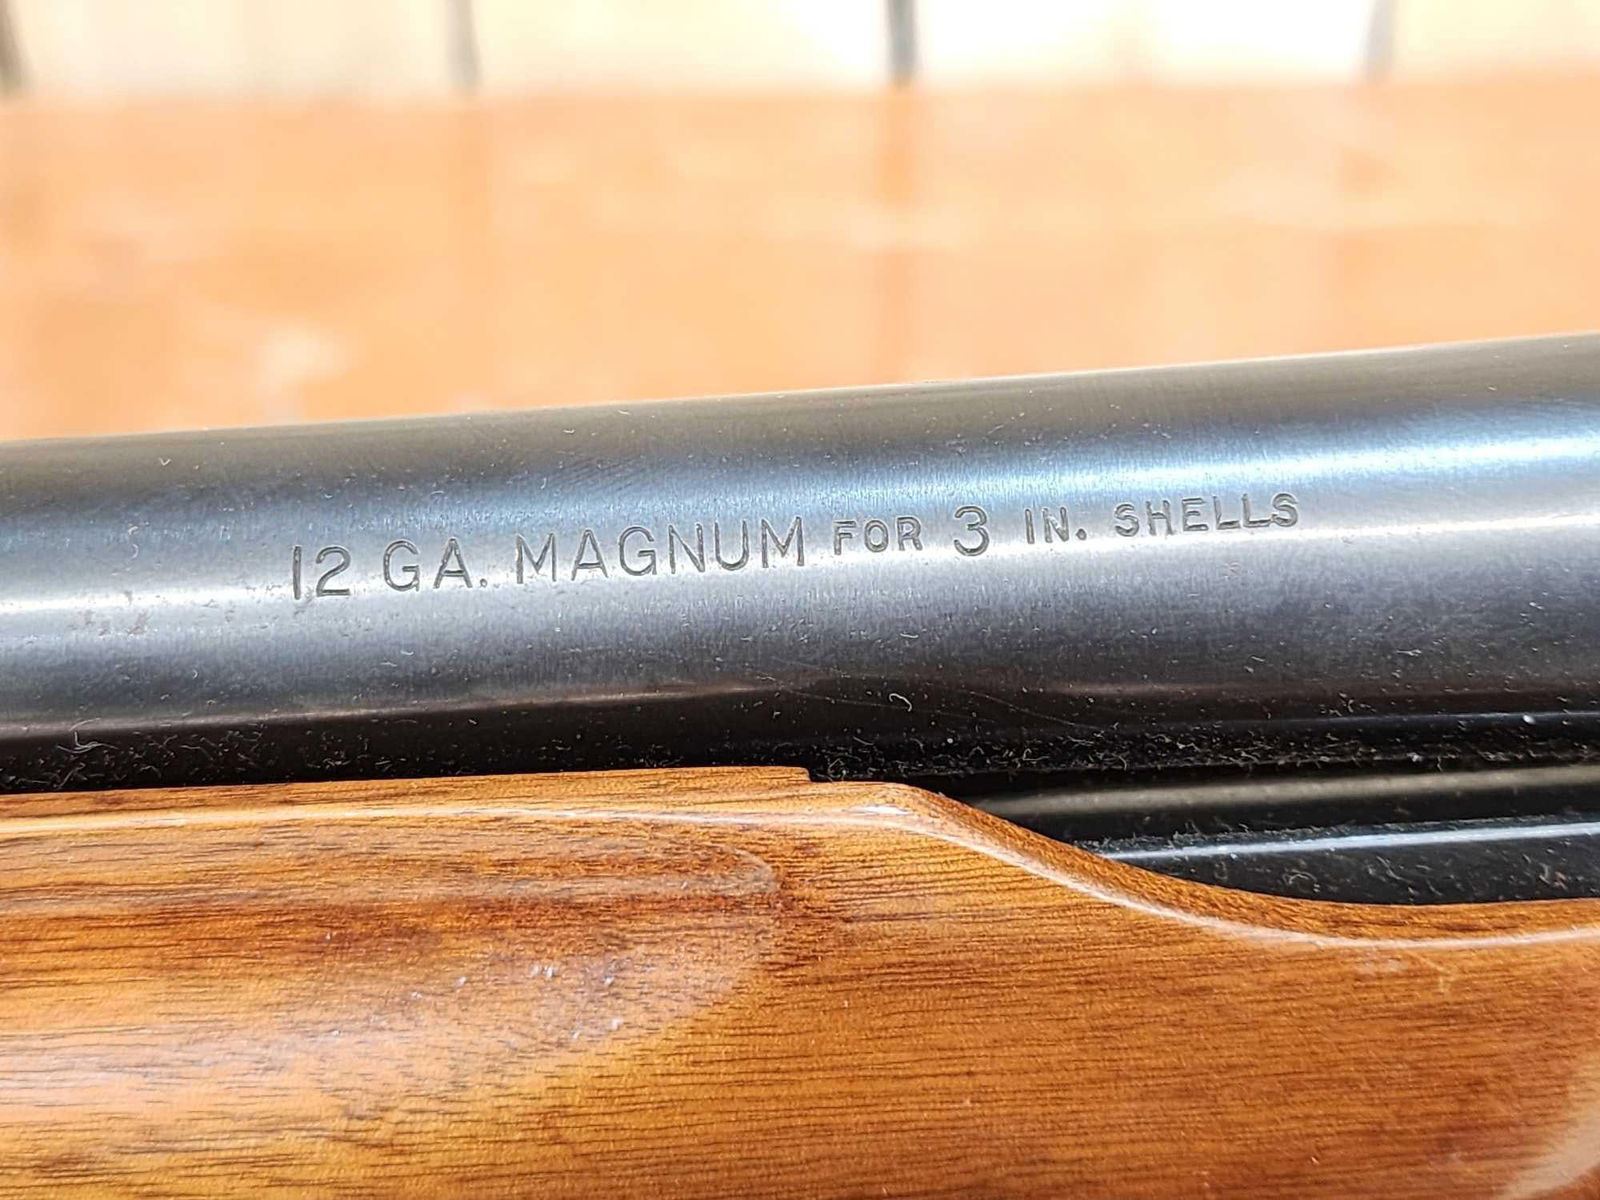 12 GA. MAGNUM FOR 3 IN. SHELLS